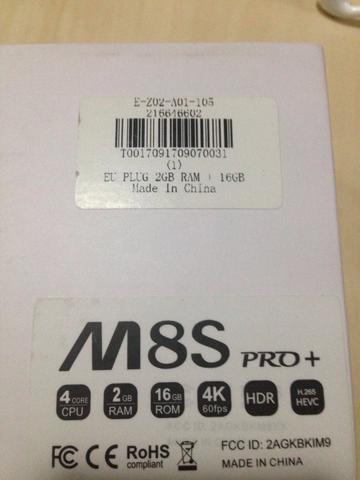 E-Z02-A01-105
216646602
T0017091709070031
(1)
EU PLUG 2GB RAM + 16GB
Made In China
M8S PRO+
4 CORE CPU
2 GB RAM
16 GB ROM
4K 60fps
HDR
H.265 HEVC
FC CE RoHS compliant
FCC ID: 2AGKBKIM9
MADE IN CHINA